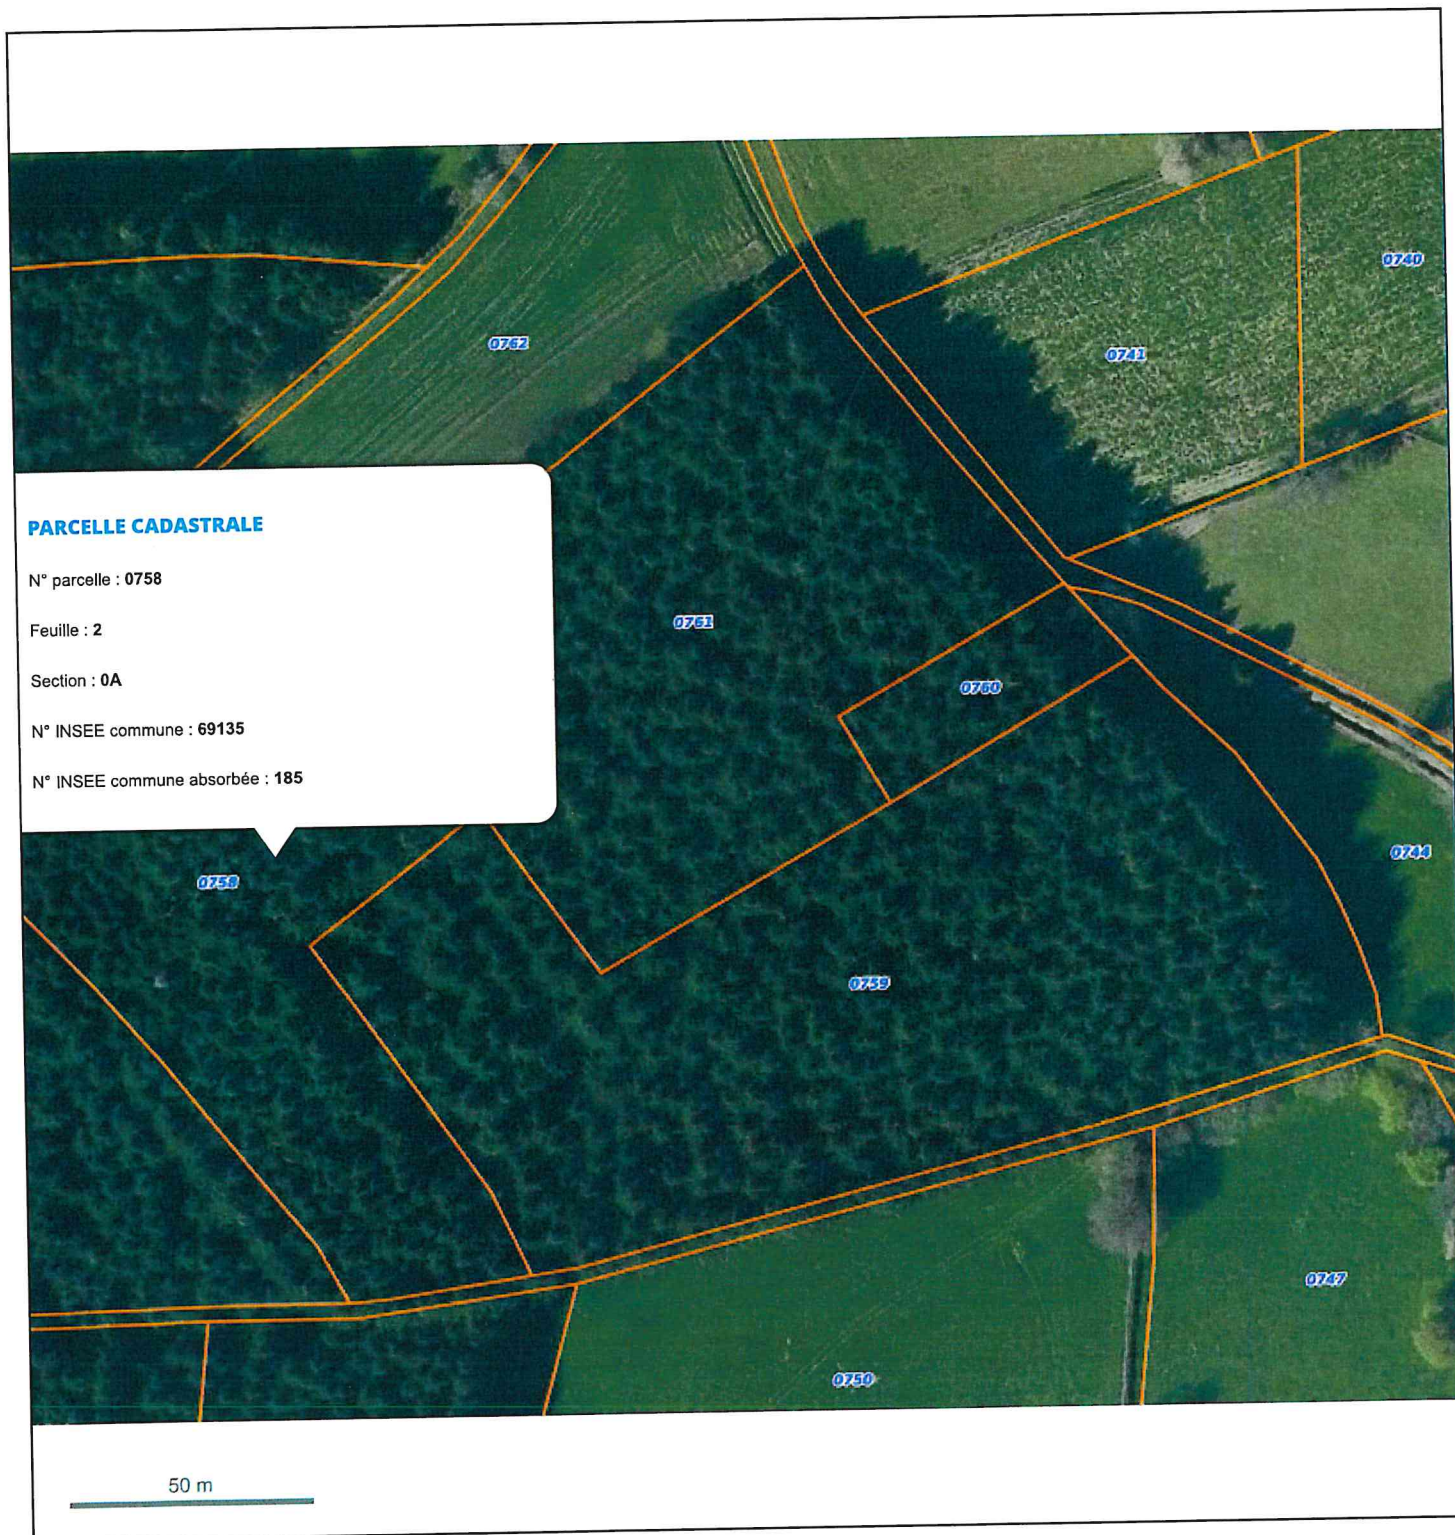 0740
0762
0741
PARCELLE CADASTRALE
N° parcelle : 0758
Feuille : 2
Section : 0A
N° INSEE commune : 69135
N° INSEE commune absorbée : 185
0761
0760
0744
0758
0759
0747
0750
50 m